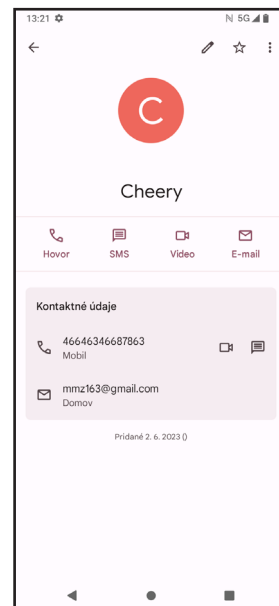 13:21 5G
C
Cheery
Hovor SMS Video E-mail
Kontaktné údaje
46646346687863
Mobil
mmz163@gmail.com
Domov
Pridané 2. 6. 2023 ()